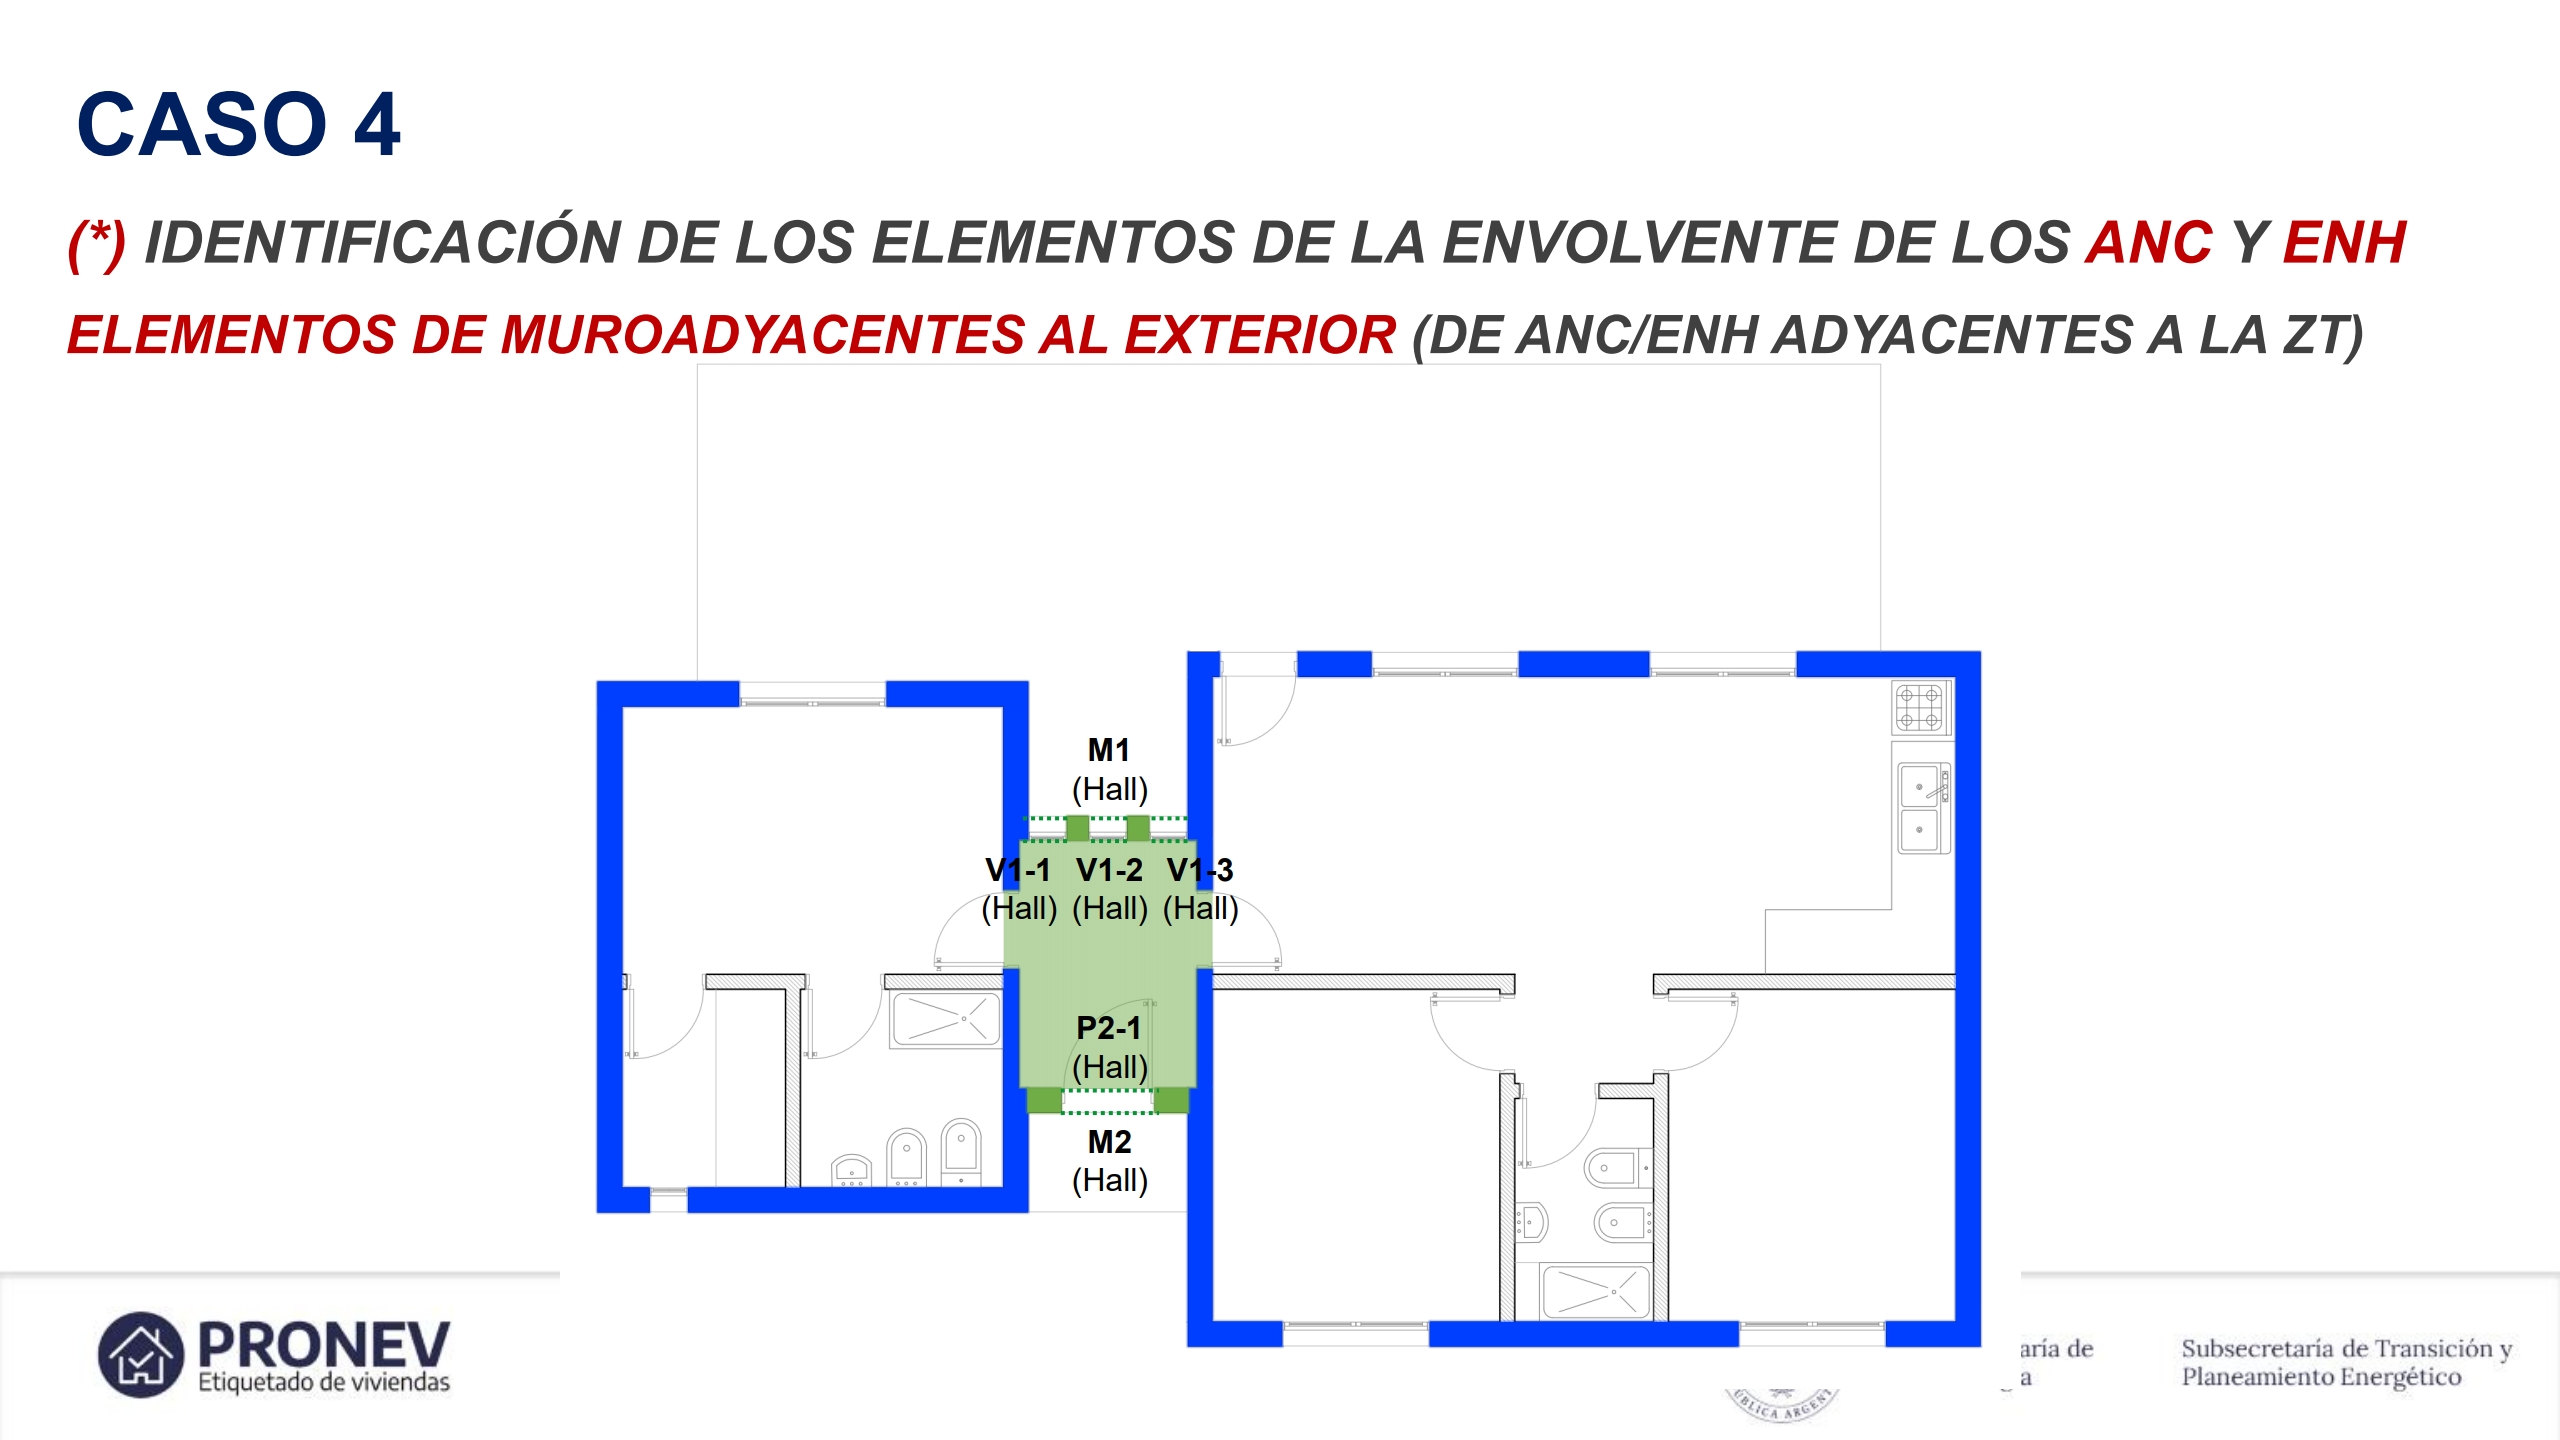 CASO 4
(*) IDENTIFICACIÓN DE LOS ELEMENTOS DE LA ENVOLVENTE DE LOS ANC Y ENH
ELEMENTOS DE MUROADYACENTES AL EXTERIOR (DE ANC/ENH ADYACENTES A LA ZT)
M1
(Hall)
V1-1 V1-2 V1-3
(Hall) (Hall) (Hall)
P2-1
(Hall)
M2
(Hall)
PRONEV
Etiquetado de viviendas
BLICA ARGEN
aría de
a
Subsecretaría de Transición y
Planeamiento Energético